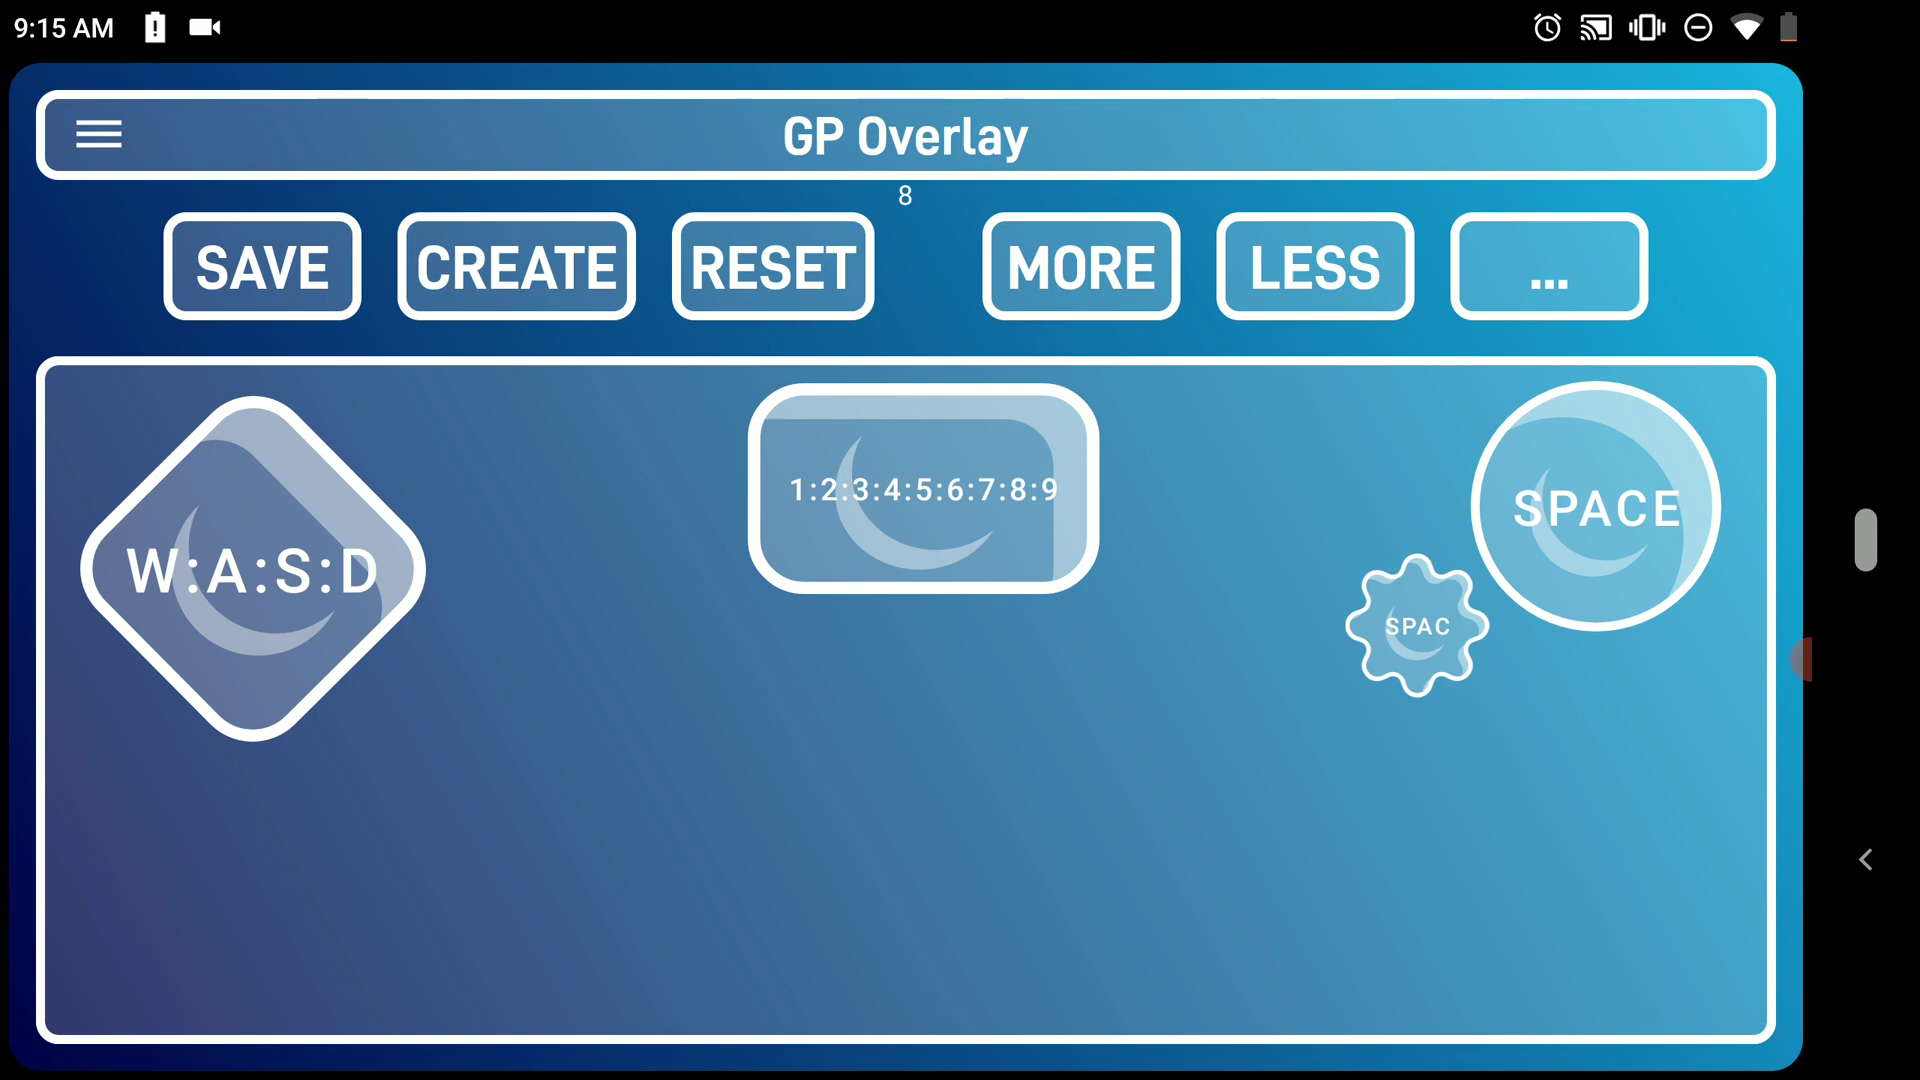 9:15 AM
GP Overlay
8
SAVE
CREATE
RESET
MORE
LESS
...
1:2:3:4:5:6:7:8:9
SPACE
W:A:S:D
SPAC